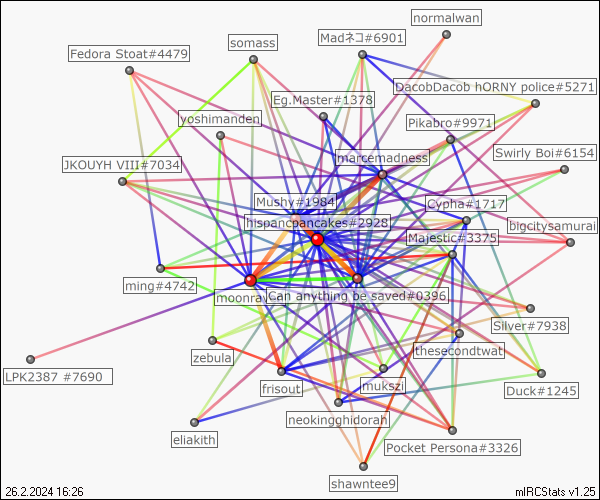 normalwan
Madネコ#6901
somass
Fedora Stoat#4479
DacobDacob hORNY police#5271
Eg.Master#1378
yoshimanden
Pikabro#9971
marcemadness
Swirly Boi#6154
JKOUYH VIII#7034
Mushy#1984
Cypha#1717
hispancpancakes#2928
bigcitysamurai
Majestic#3375
ming#4742
Can anything be saved#0396
Silver#7938
thesecondtwat
zebula
LPK2387 #7690
frisout
mukszi
Duck#1245
neokingghidorah
eliakith
Pocket Persona#3326
shawntee9
26.2.2024 16:26
mIRCStats v1.25